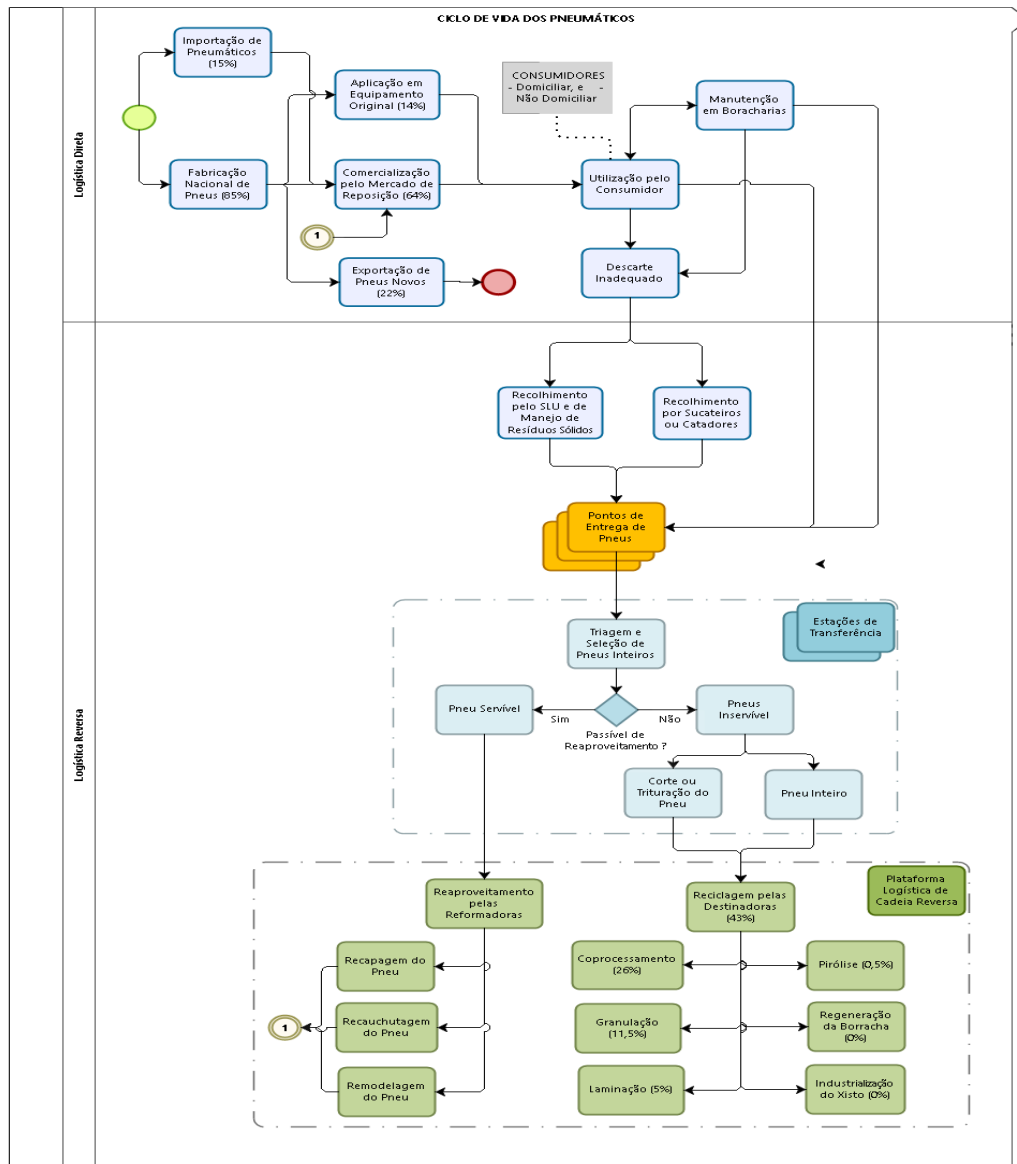 CICLO DE VIDA DOS PNEUMÁTICOS
Logística Direta
Importação de
Pneumáticos
(15%)
Aplicação em
Equipamento
Original (14%)
CONSUMIDORES
- Domiciliar, e -
Não Domiciliar
Manutenção
em Boracharias
Fabricação
Nacional de
Pneus (85%)
Comercialização
pelo Mercado de
Reposição (64%)
Utilização pelo
Consumidor
1
Exportação de
Pneus Novos
(22%)
Descarte
Inadequado
Logística Reversa
Recolhimento
pelo SLU e de
Manejo de
Resíduos Sólidos
Recolhimento
por Sucateiros
ou Catadores
Pontos de
Entrega de
Pneus
Estações de
Transferência
Triagem e
Seleção de
Pneus Inteiros
Pneu Servível
Sim
Não
Pneus
Inservível
Passível de
Reaproveitamento ?
Corte ou
Trituração do
Pneu
Pneu Inteiro
Plataforma
Logística de
Cadeia Reversa
Reaproveitamento
pelas
Reformadoras
Reciclagem pelas
Destinadoras
(43%)
Recapagem do
Pneu
Coprocessamento
(26%)
Pirólise (0,5%)
1
Recauchutagem
do Pneu
Granulação
(11,5%)
Regeneração
da Borracha
(0%)
Remodelagem
do Pneu
Laminação (5%)
Industrialização
do Xisto (0%)